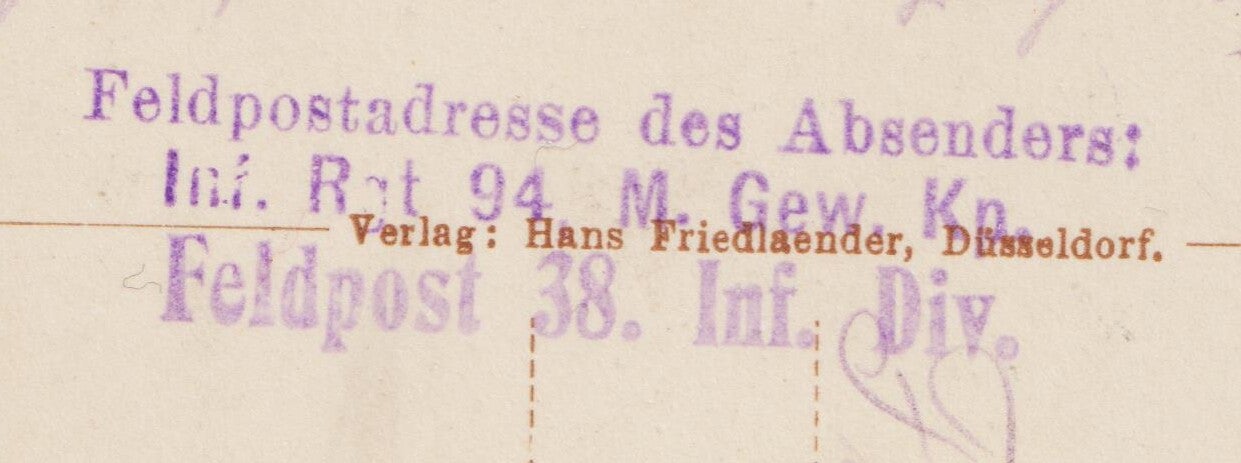 Feldpostadresse des Absenders:
Inf. Rgt 94. M. Gew. Kp.
Verlag: Hans Friedlaender, Düsseldorf.
Feldpost 38. Inf. Div.